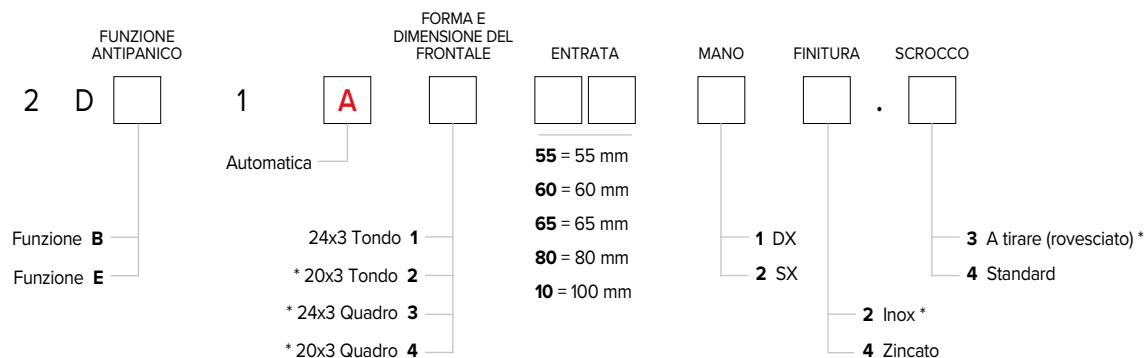 FUNZIONE
ANTIPANICO
FORMA E
DIMENSIONE DEL
FRONTALE
ENTRATA
MANO
FINITURA
SCROCCO
2 D 1 A .
Automatica
Funzione B
Funzione E
24x3 Tondo 1
* 20x3 Tondo 2
* 24x3 Quadro 3
* 20x3 Quadro 4
55 = 55 mm
60 = 60 mm
65 = 65 mm
80 = 80 mm
10 = 100 mm
1 DX
2 SX
2 Inox *
4 Zincato
3 A tirare (rovesciato) *
4 Standard